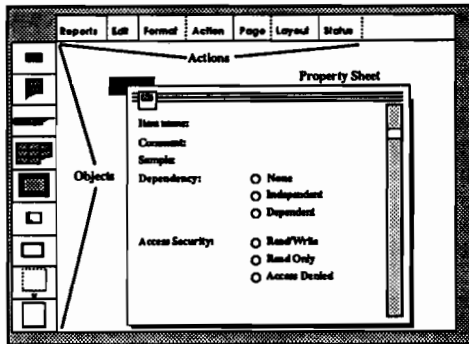 Reports Edit Format Action Page Layout Status
Actions
Property Sheet
Item name:
Comment:
Sample:
Objects
Dependency: None
Independent
Dependent
Access Security: Read/Write
Read Only
Access Denied